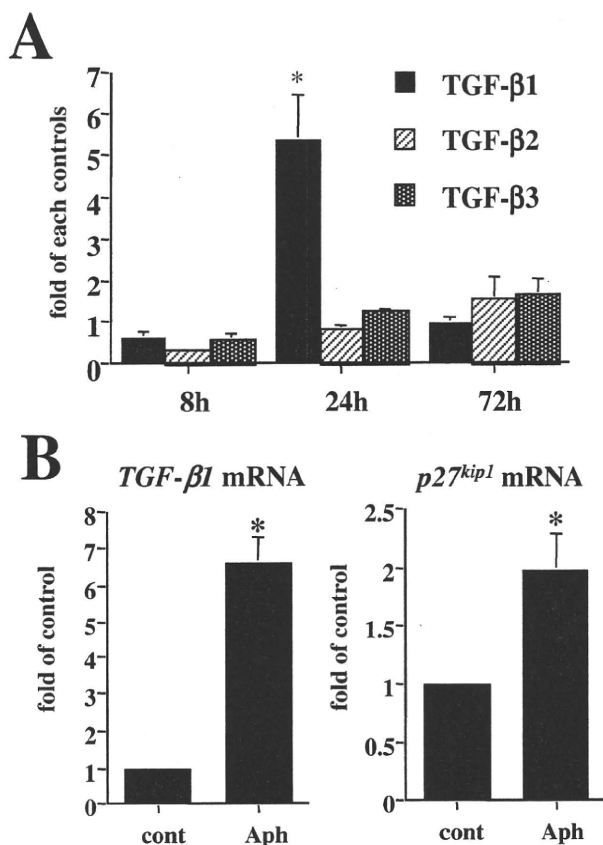 A
7
6
5
4
3
2
1
0
fold of each controls
*
TGF-β1
TGF-β2
TGF-β3
8h
24h
72h
B
TGF-β1 mRNA
8
7
6
5
4
3
2
1
0
fold of control
*
cont
Aph
p27kip1 mRNA
2.5
2
1.5
1
0.5
0
fold of control
*
cont
Aph